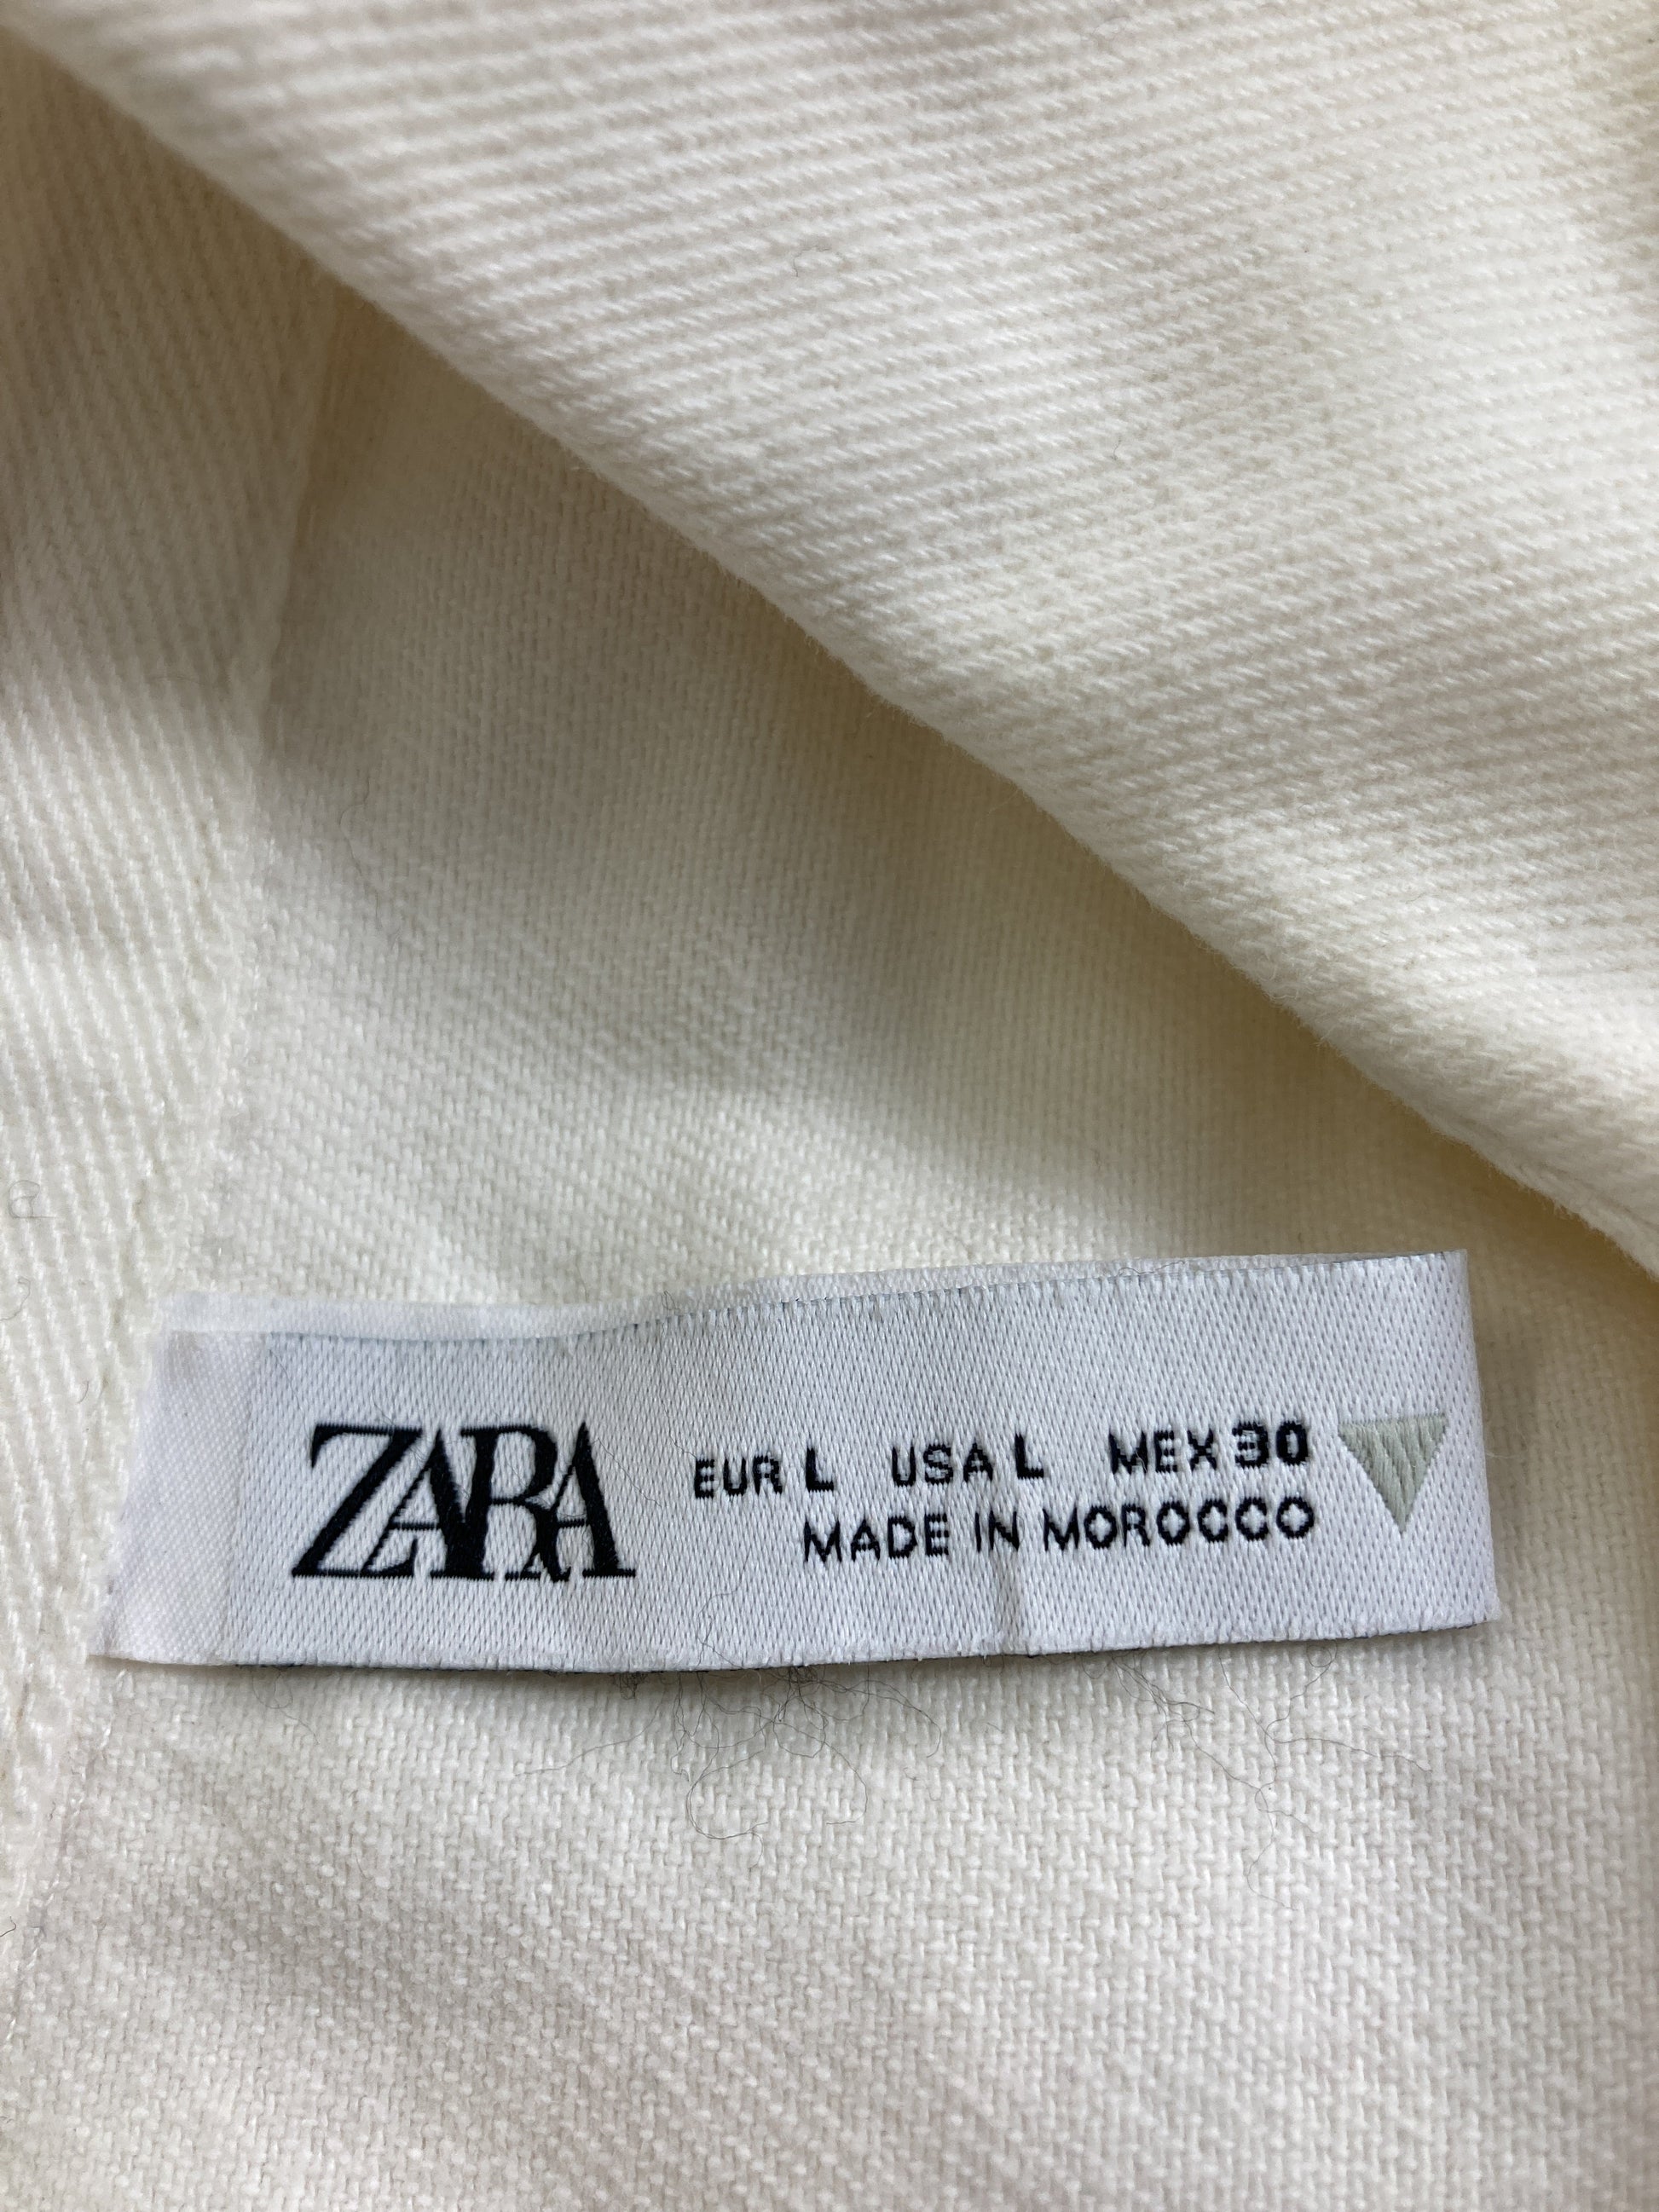 ZARA
EUR L USA L MEX 30
MADE IN MOROCCO